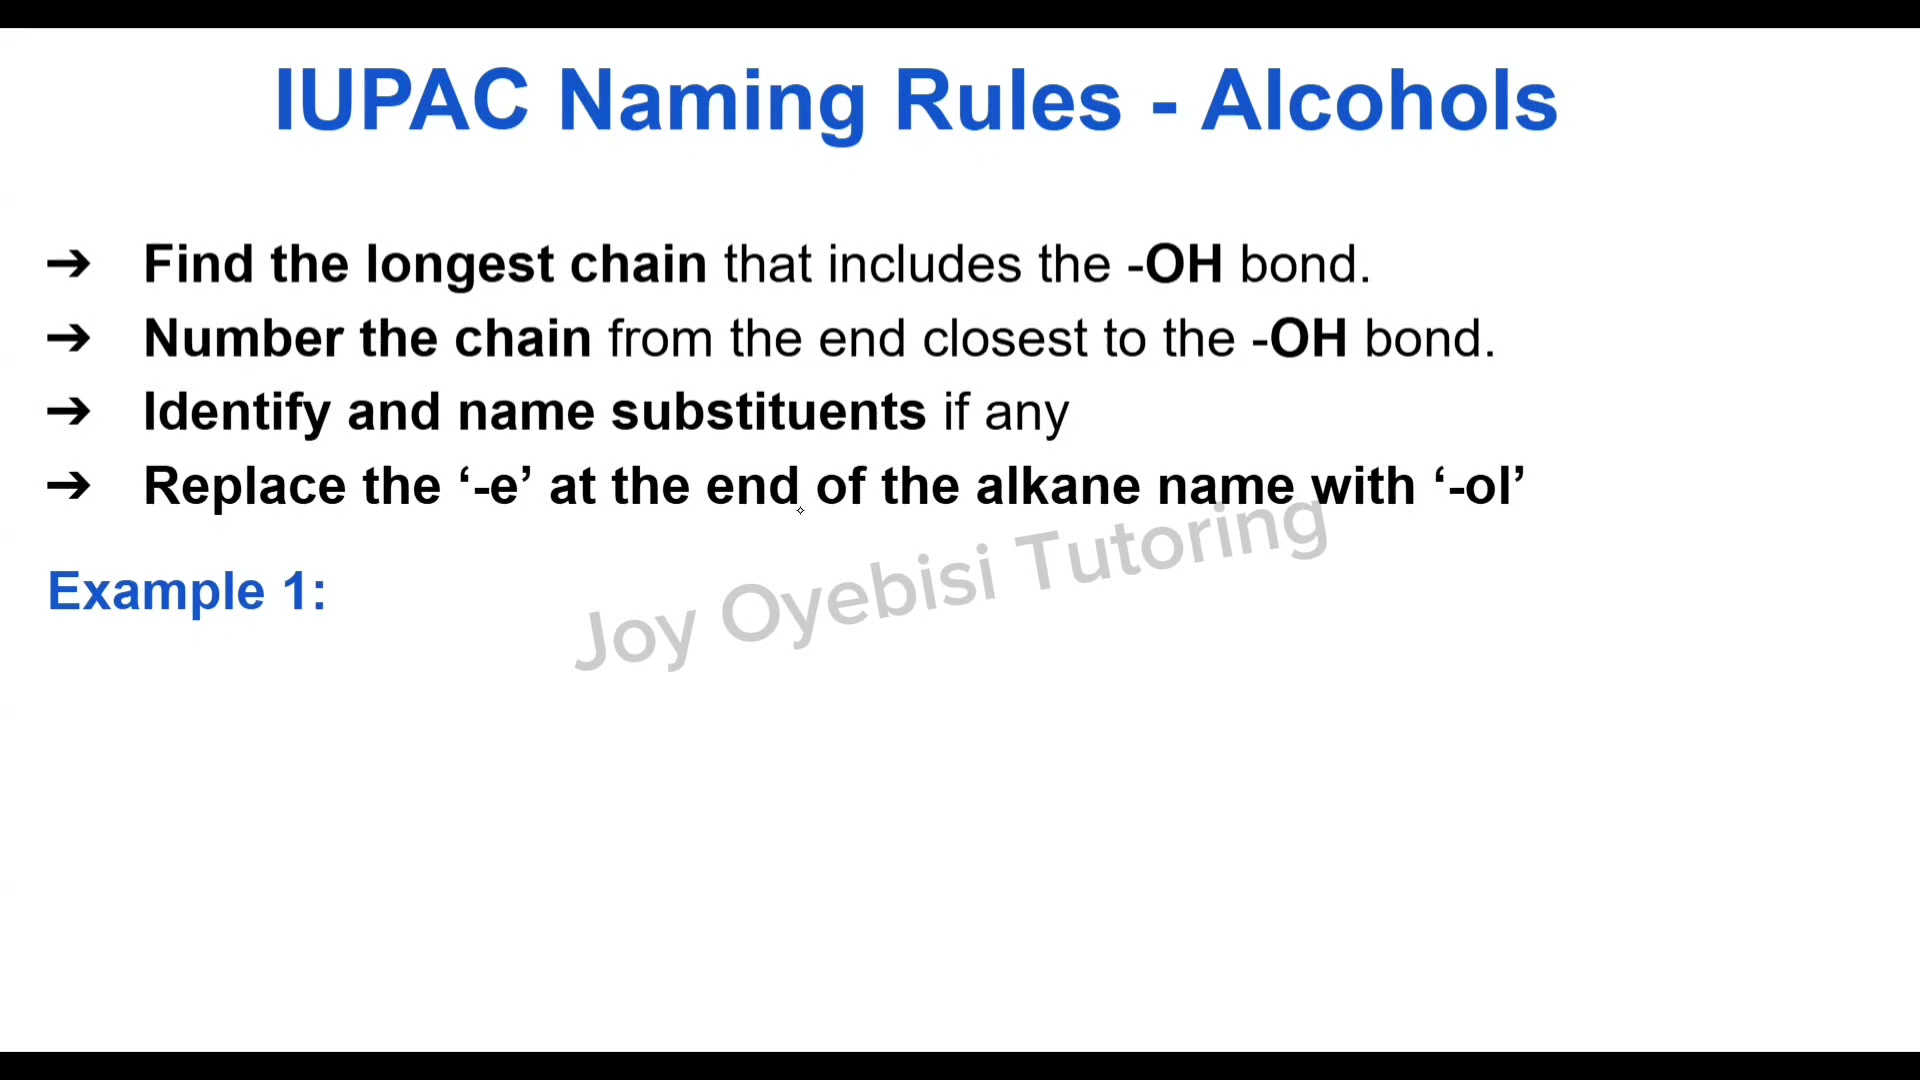 IUPAC Naming Rules - Alcohols
➔ Find the longest chain that includes the -OH bond.
➔ Number the chain from the end closest to the -OH bond.
➔ Identify and name substituents if any
➔ Replace the ‘-e’ at the end of the alkane name with ‘-ol’
Joy Oyebisi Tutoring
Example 1: